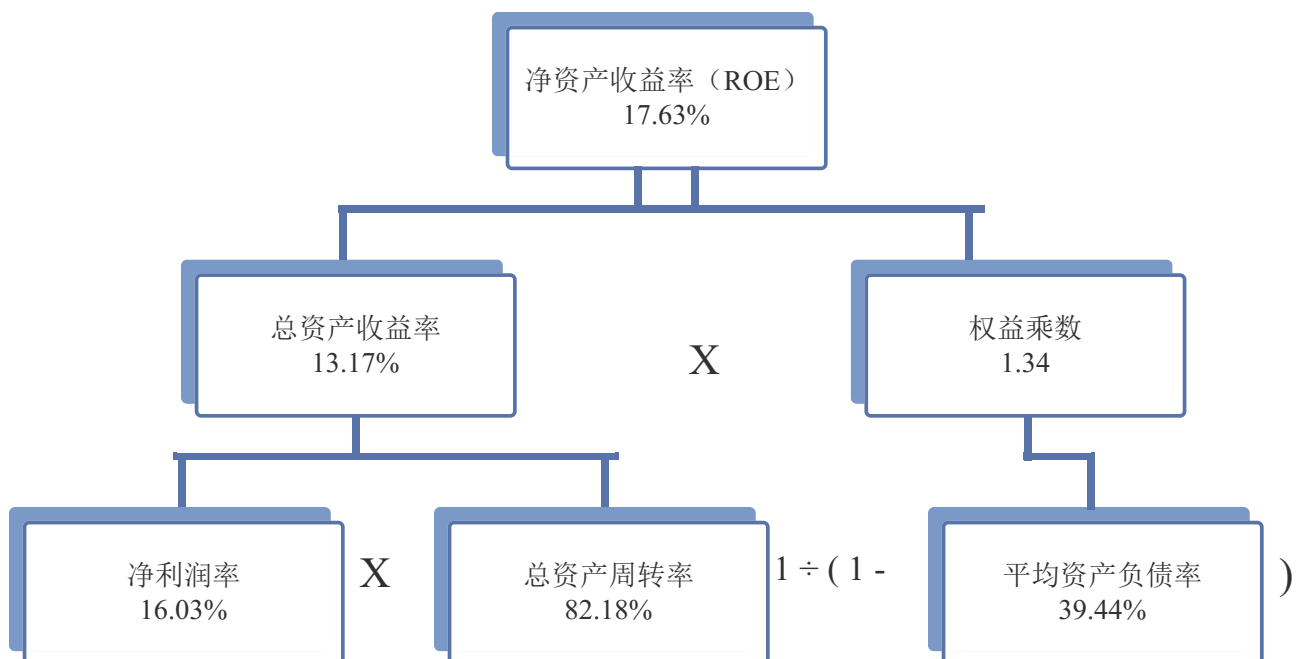 净资产收益率（ROE）
17.63%
总资产收益率
13.17%
X
权益乘数
1.34
净利润率
16.03%
X
总资产周转率
82.18%
1 ÷ ( 1 -
平均资产负债率
39.44%
)